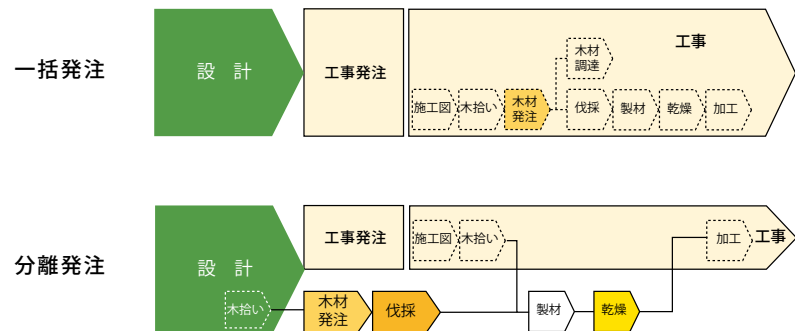 一括発注
設 計
工事発注
工事
木材
調達
施工図
木拾い
木材
発注
伐採
製材
乾燥
加工
分離発注
設 計
木拾い
工事発注
施工図
木拾い
加工
工事
木材
発注
伐採
製材
乾燥